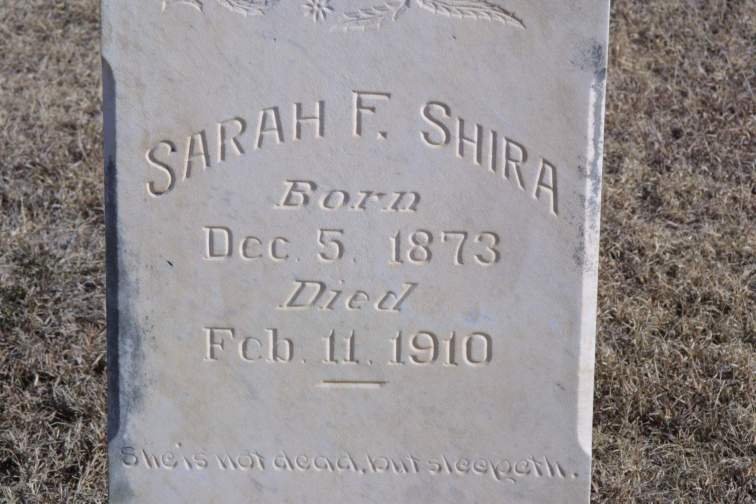 SARAH F. SHIRA
Born
Dec. 5. 1873
Died
Feb. 11. 1910
She is not dead, but sleepeth.